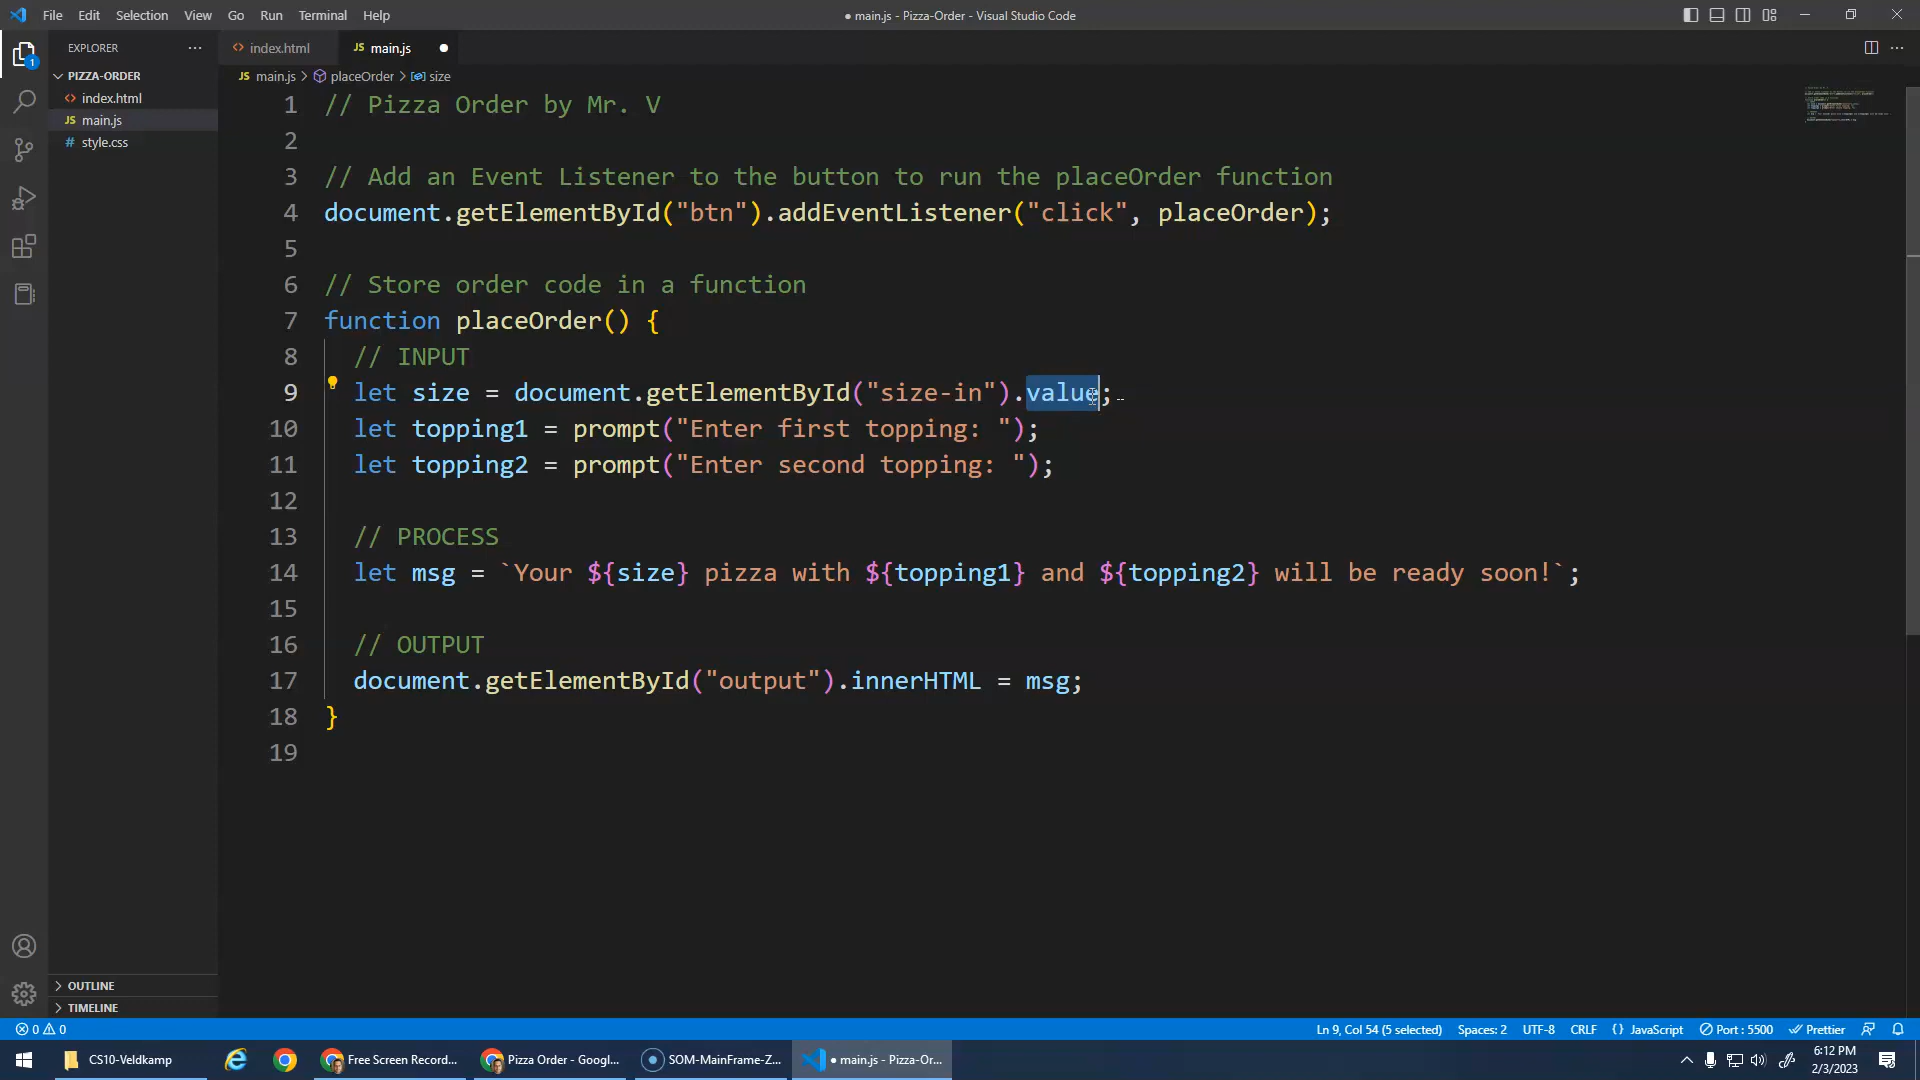 File Edit Selection View Go Run Terminal Help
● main.js - Pizza-Order - Visual Studio Code
EXPLORER ···
PIZZA-ORDER
<> index.html
JS main.js
# style.css
OUTLINE
TIMELINE
1
<> index.html
JS main.js ●
JS main.js > placeOrder > size
1 // Pizza Order by Mr. V
2
3 // Add an Event Listener to the button to run the placeOrder function
4 document.getElementById("btn").addEventListener("click", placeOrder);
5
6 // Store order code in a function
7 function placeOrder() {
8 // INPUT
9 let size = document.getElementById("size-in").value;
10 let topping1 = prompt("Enter first topping: ");
11 let topping2 = prompt("Enter second topping: ");
12
13 // PROCESS
14 let msg = `Your ${size} pizza with ${topping1} and ${topping2} will be ready soon!`;
15
16 // OUTPUT
17 document.getElementById("output").innerHTML = msg;
18 }
19
0 0 Ln 9, Col 54 (5 selected) Spaces: 2 UTF-8 CRLF {} JavaScript Port : 5500 Prettier
CS10-Veldkamp Free Screen Record... Pizza Order - Googl... SOM-MainFrame-Z... ● main.js - Pizza-Or...
6:12 PM
2/3/2023